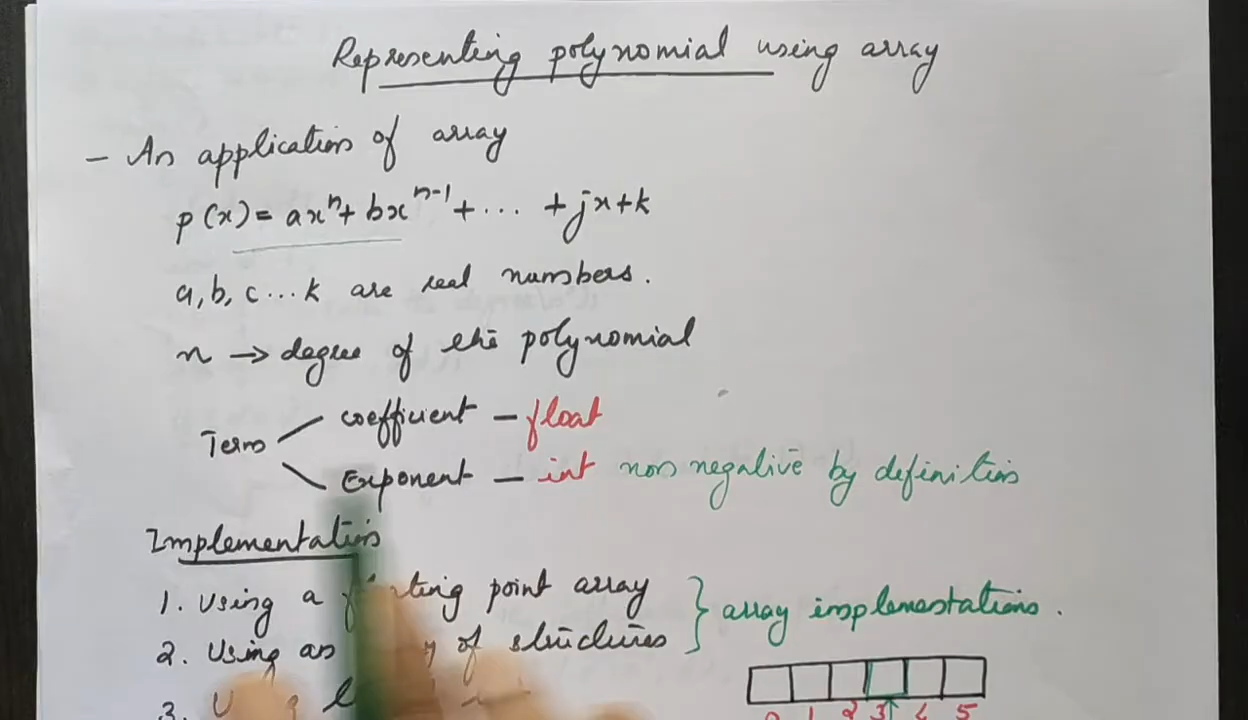 Representing polynomial using array
- An application of array
P(x) = axⁿ + bxⁿ⁻¹ + ... + jx + k
a, b, c ... k are real numbers.
n → degree of the polynomial
Term
coefficient - float
Exponent - int non negative by definition
Implementation
1. Using a point array
2. Using an of structures
} array implementations.
3.
0 1 2 3 4 5